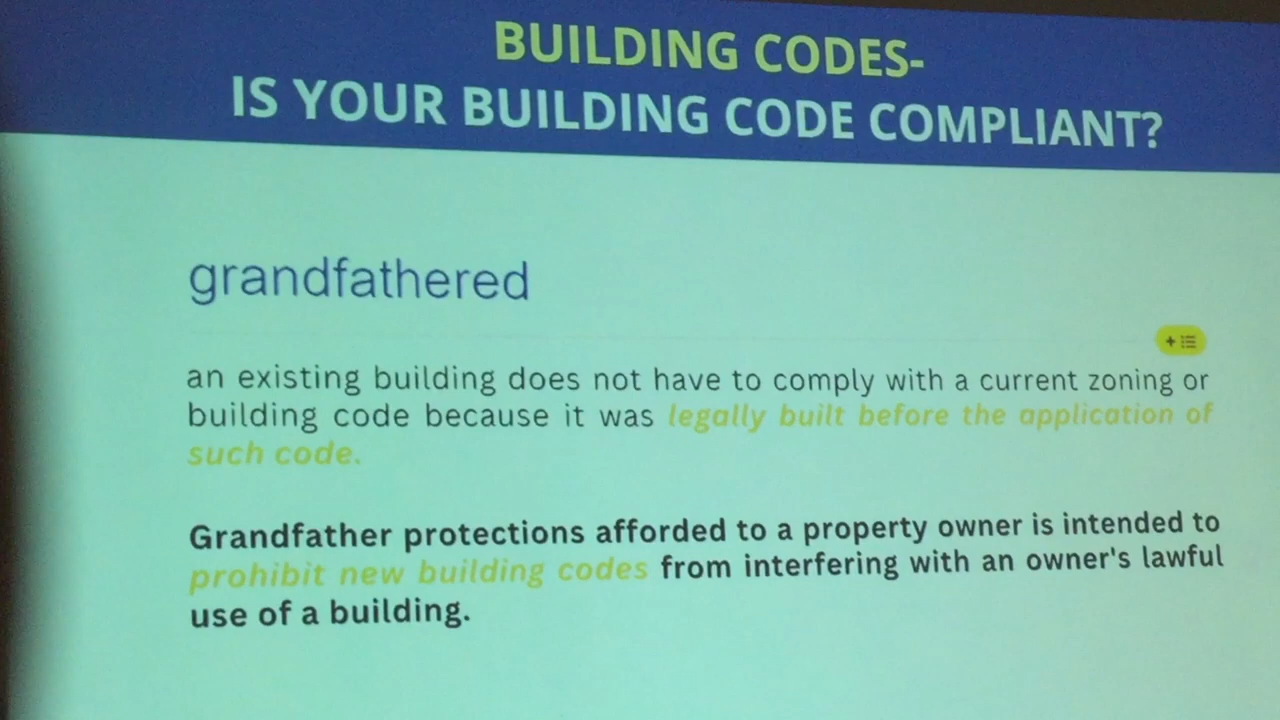 BUILDING CODES-
IS YOUR BUILDING CODE COMPLIANT?
grandfathered
an existing building does not have to comply with a current zoning or
building code because it was legally built before the application of
such code.
Grandfather protections afforded to a property owner is intended to
prohibit new building codes from interfering with an owner's lawful
use of a building.